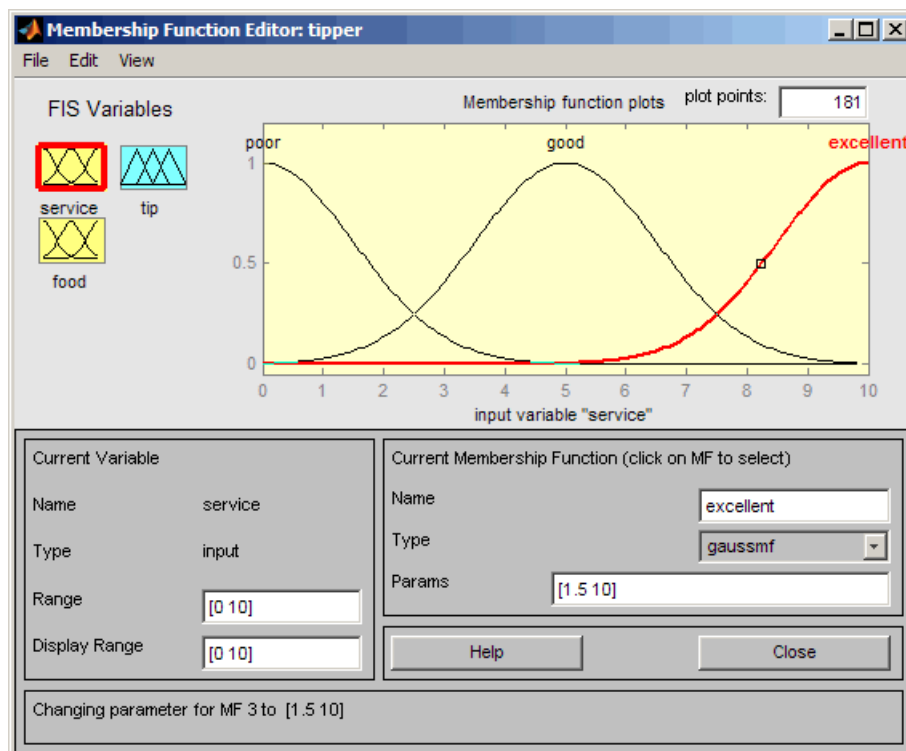 Membership Function Editor: tipper
File Edit View
FIS Variables
Membership function plots plot points: 181
service tip
food
poor good excellent
1
0.5
0
0 1 2 3 4 5 6 7 8 9 10
input variable "service"
Current Variable
Name service
Type input
Range [0 10]
Display Range [0 10]
Current Membership Function (click on MF to select)
Name excellent
Type gaussmf
Params [1.5 10]
Help Close
Changing parameter for MF 3 to [1.5 10]